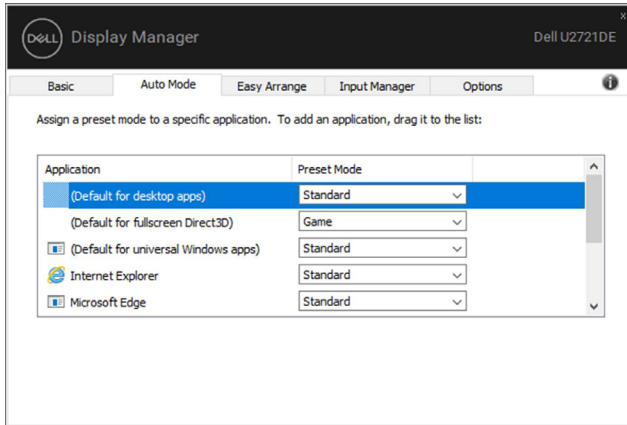 x
DELL Display Manager Dell U2721DE
Basic Auto Mode Easy Arrange Input Manager Options
Assign a preset mode to a specific application. To add an application, drag it to the list:
Application Preset Mode
(Default for desktop apps) Standard
(Default for fullscreen Direct3D) Game
(Default for universal Windows apps) Standard
Internet Explorer Standard
Microsoft Edge Standard